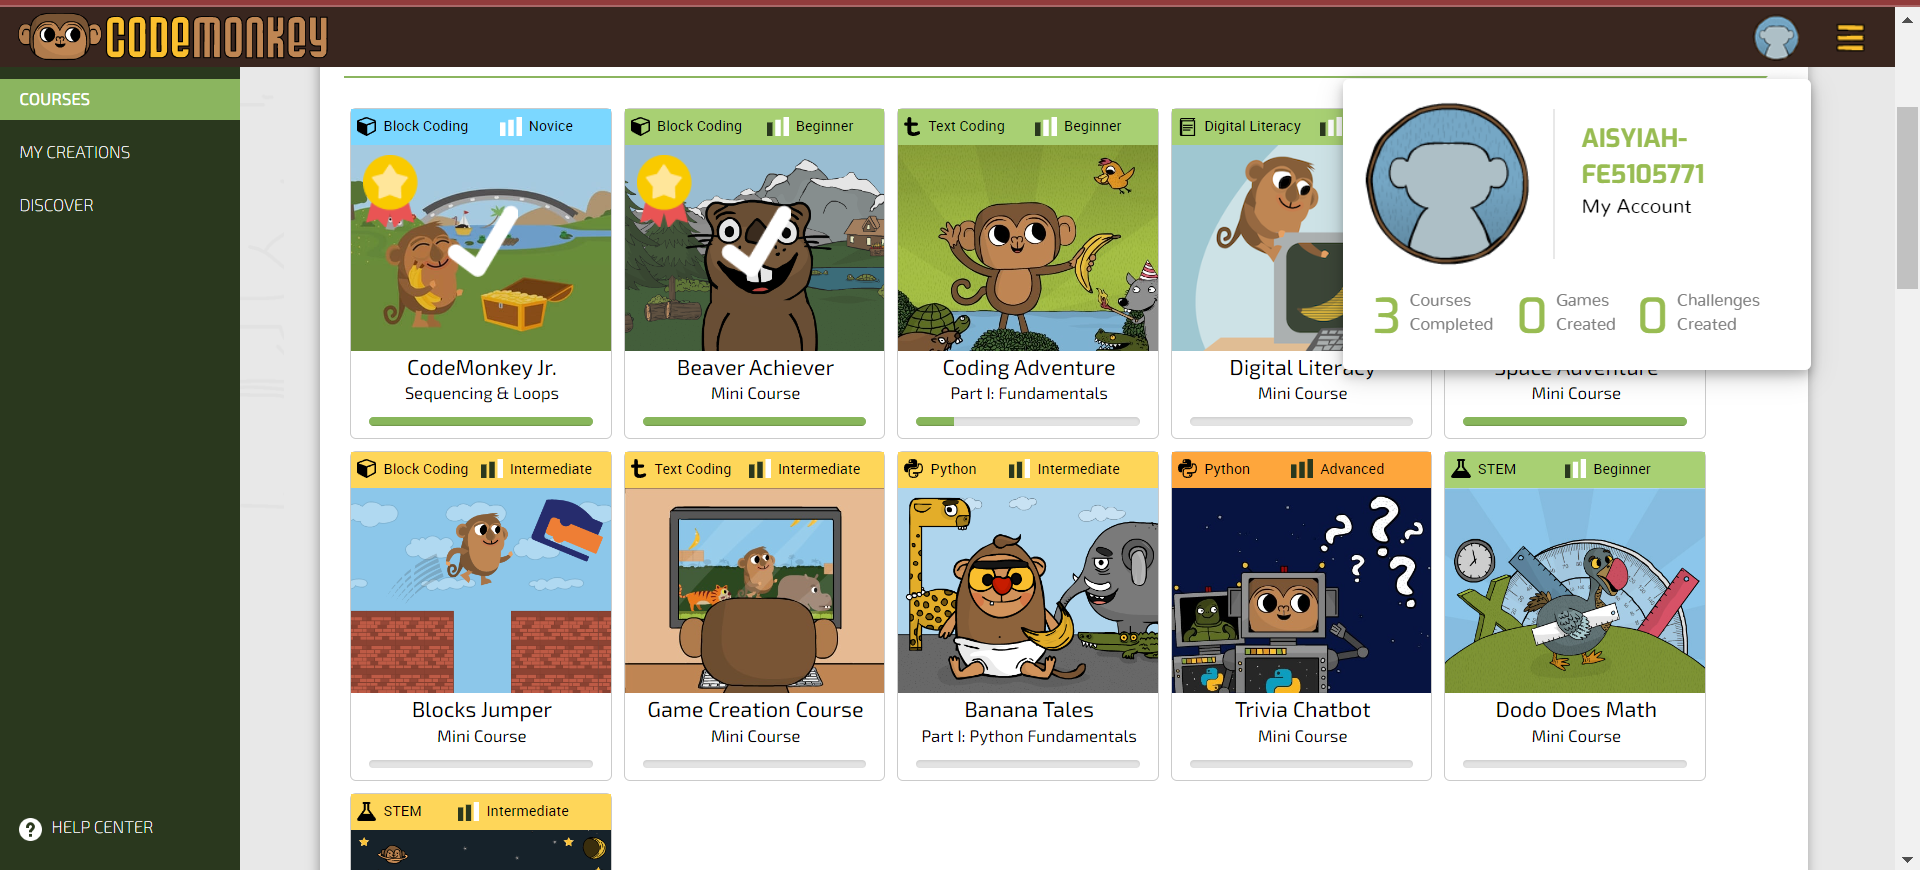 CODEMONKEY
COURSES
MY CREATIONS
DISCOVER
HELP CENTER
AISYIAH-
FE5105771
My Account
3 Courses Completed
0 Games Created
0 Challenges Created
Block Coding Novice
CodeMonkey Jr.
Sequencing & Loops
Block Coding Beginner
Beaver Achiever
Mini Course
Text Coding Beginner
Coding Adventure
Part I: Fundamentals
Digital Literacy
Digital Literacy
Mini Course
Space Adventure
Mini Course
Block Coding Intermediate
Blocks Jumper
Mini Course
Text Coding Intermediate
Game Creation Course
Mini Course
Python Intermediate
Banana Tales
Part I: Python Fundamentals
Python Advanced
Trivia Chatbot
Mini Course
STEM Beginner
Dodo Does Math
Mini Course
STEM Intermediate